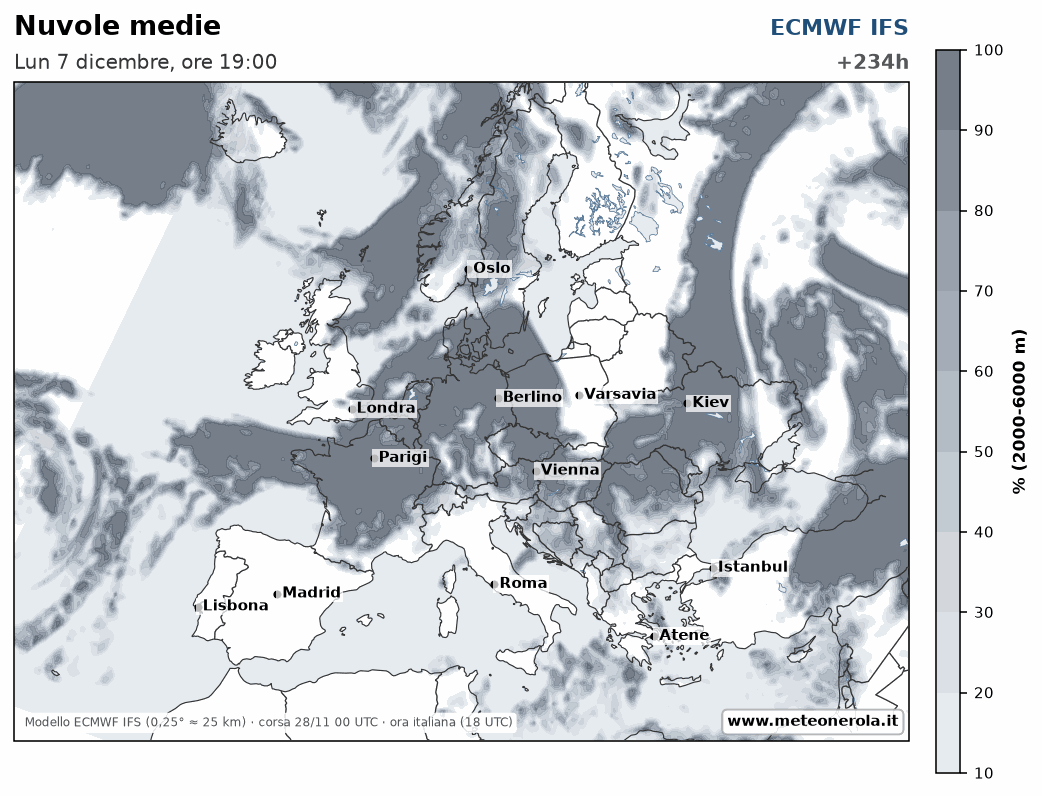 Nuvole medie
ECMWF IFS
Lun 7 dicembre, ore 19:00
+234h
100
90
80
70
60
50
40
30
20
10
% (2000-6000 m)
Oslo
Londra
Berlino
Varsavia
Kiev
Parigi
Vienna
Istanbul
Roma
Madrid
Lisbona
Atene
Modello ECMWF IFS (0,25° ≈ 25 km) · corsa 28/11 00 UTC · ora italiana (18 UTC)
www.meteonerola.it